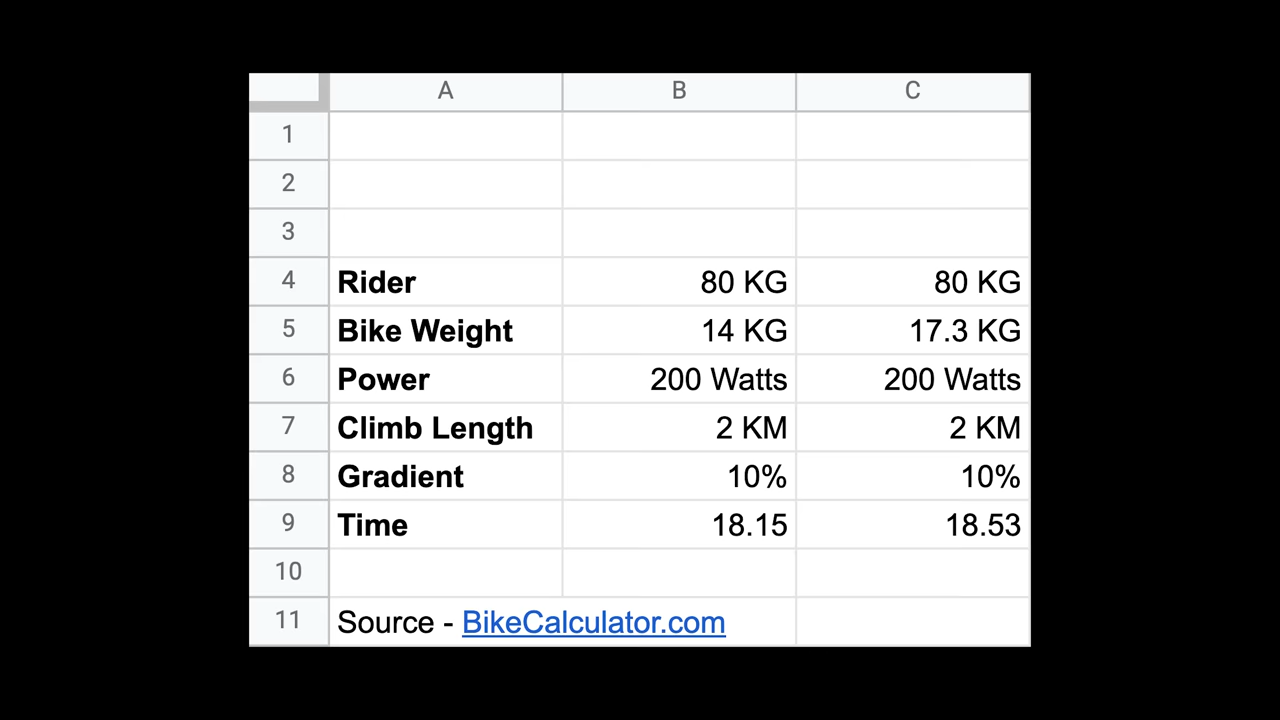 A B C
1
2
3
4 Rider 80 KG 80 KG
5 Bike Weight 14 KG 17.3 KG
6 Power 200 Watts 200 Watts
7 Climb Length 2 KM 2 KM
8 Gradient 10% 10%
9 Time 18.15 18.53
10
11 Source - BikeCalculator.com